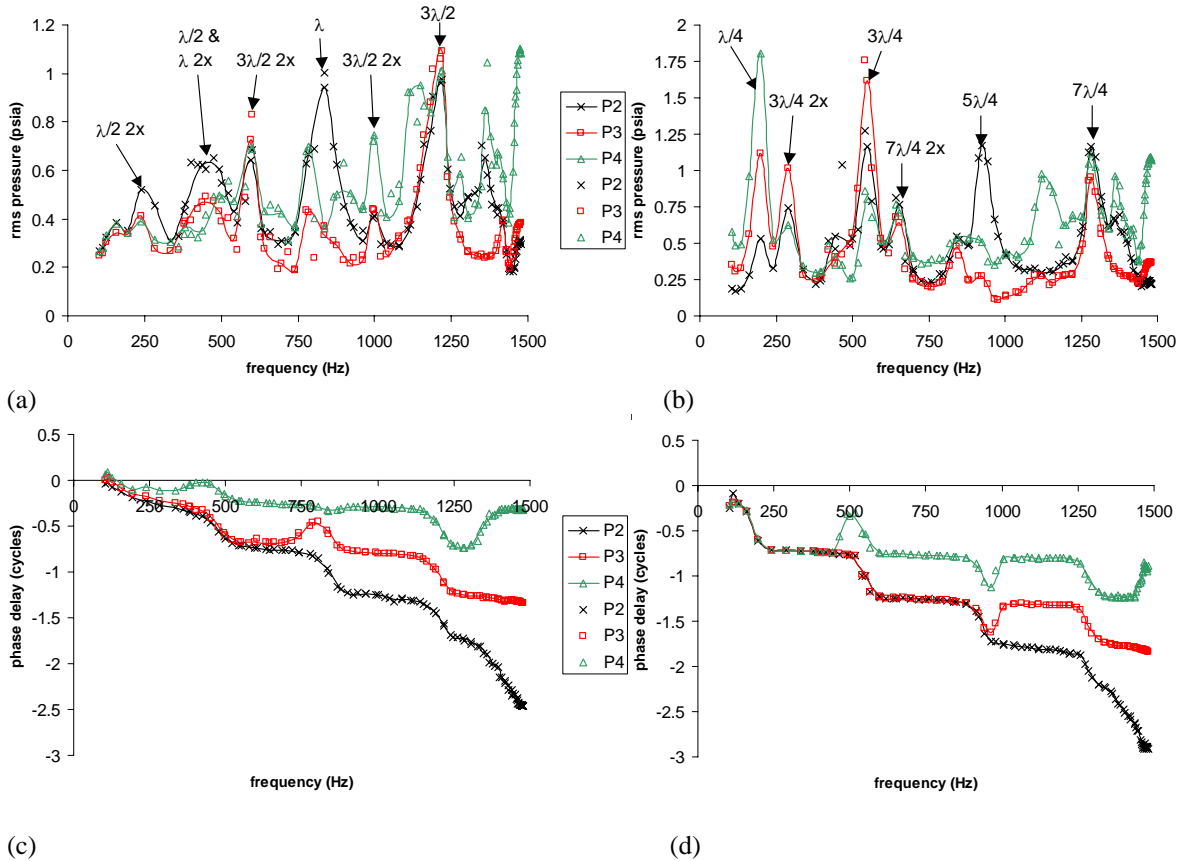 1.2
1
0.8
0.6
0.4
0.2
0
rms pressure (psia)
0 250 500 750 1000 1250 1500
frequency (Hz)
λ/2 2x
λ/2 &
λ 2x
3λ/2 2x
λ
3λ/2 2x
3λ/2
P2
P3
P4
P2
P3
P4
2
1.75
1.5
1.25
1
0.75
0.5
0.25
0
rms pressure (psia)
0 250 500 750 1000 1250 1500
frequency (Hz)
λ/4
3λ/4 2x
3λ/4
7λ/4 2x
5λ/4
7λ/4
(a)
(b)
0.5
0
-0.5
-1
-1.5
-2
-2.5
-3
phase delay (cycles)
0 250 500 750 1000 1250 1500
frequency (Hz)
P2
P3
P4
P2
P3
P4
0.5
0
-0.5
-1
-1.5
-2
-2.5
-3
phase delay (cycles)
0 250 500 750 1000 1250 1500
frequency (Hz)
(c)
(d)